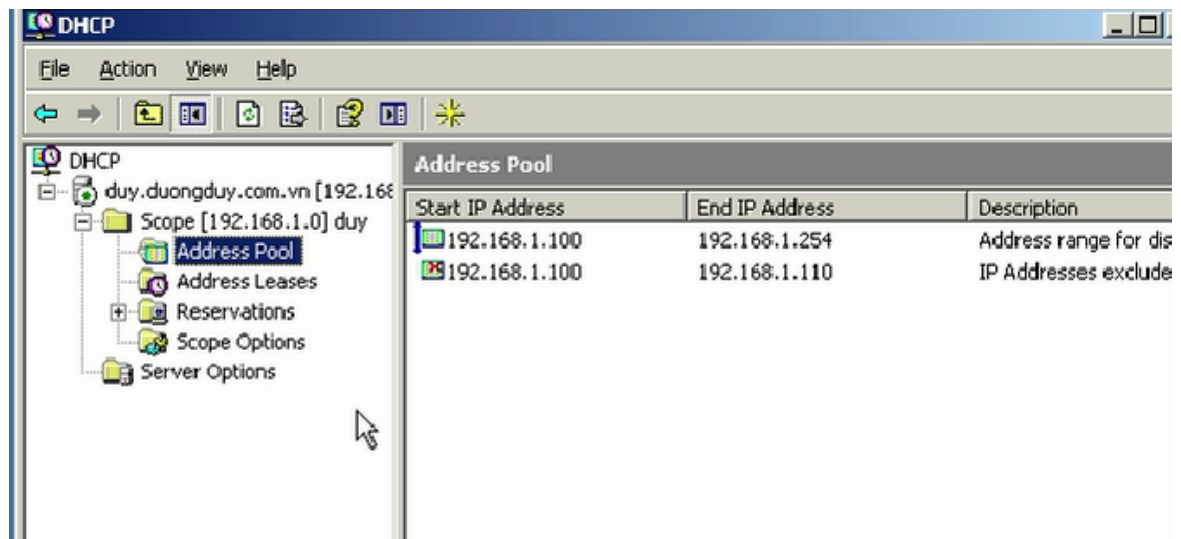 DHCP
File Action View Help
DHCP
duy.duongduy.com.vn [192.168
Scope [192.168.1.0] duy
Address Pool
Address Leases
Reservations
Scope Options
Server Options
Address Pool
Start IP Address End IP Address Description
192.168.1.100 192.168.1.254 Address range for dis
192.168.1.100 192.168.1.110 IP Addresses exclude